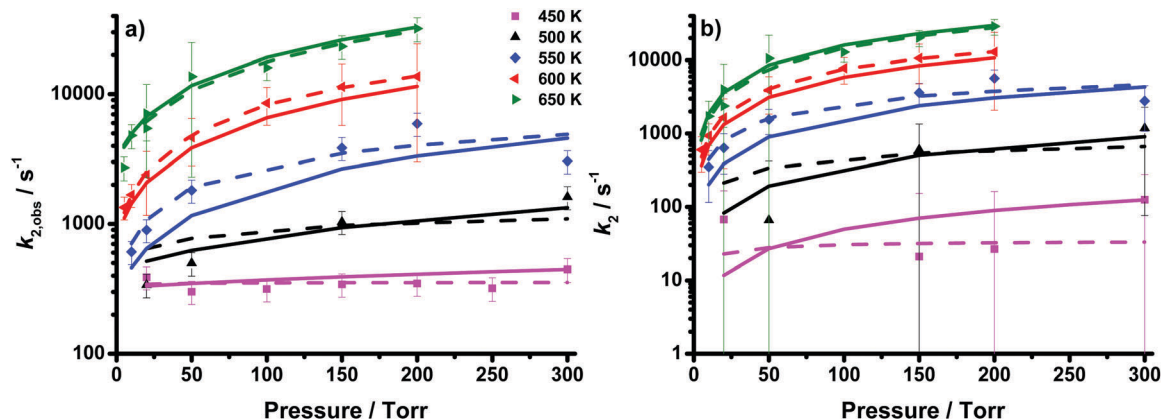 a)
k2,obs / s-1
10000
1000
100
0 50 100 150 200 250 300
Pressure / Torr
450 K
500 K
550 K
600 K
650 K
b)
k2 / s-1
10000
1000
100
10
1
0 50 100 150 200 250 300
Pressure / Torr